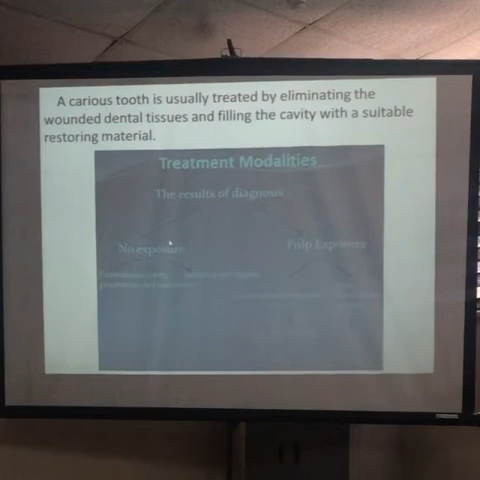 A carious tooth is usually treated by eliminating the
wounded dental tissues and filling the cavity with a suitable
restoring material.
Treatment Modalities
The results of diagnosis
No exposure
Pulp Exposure